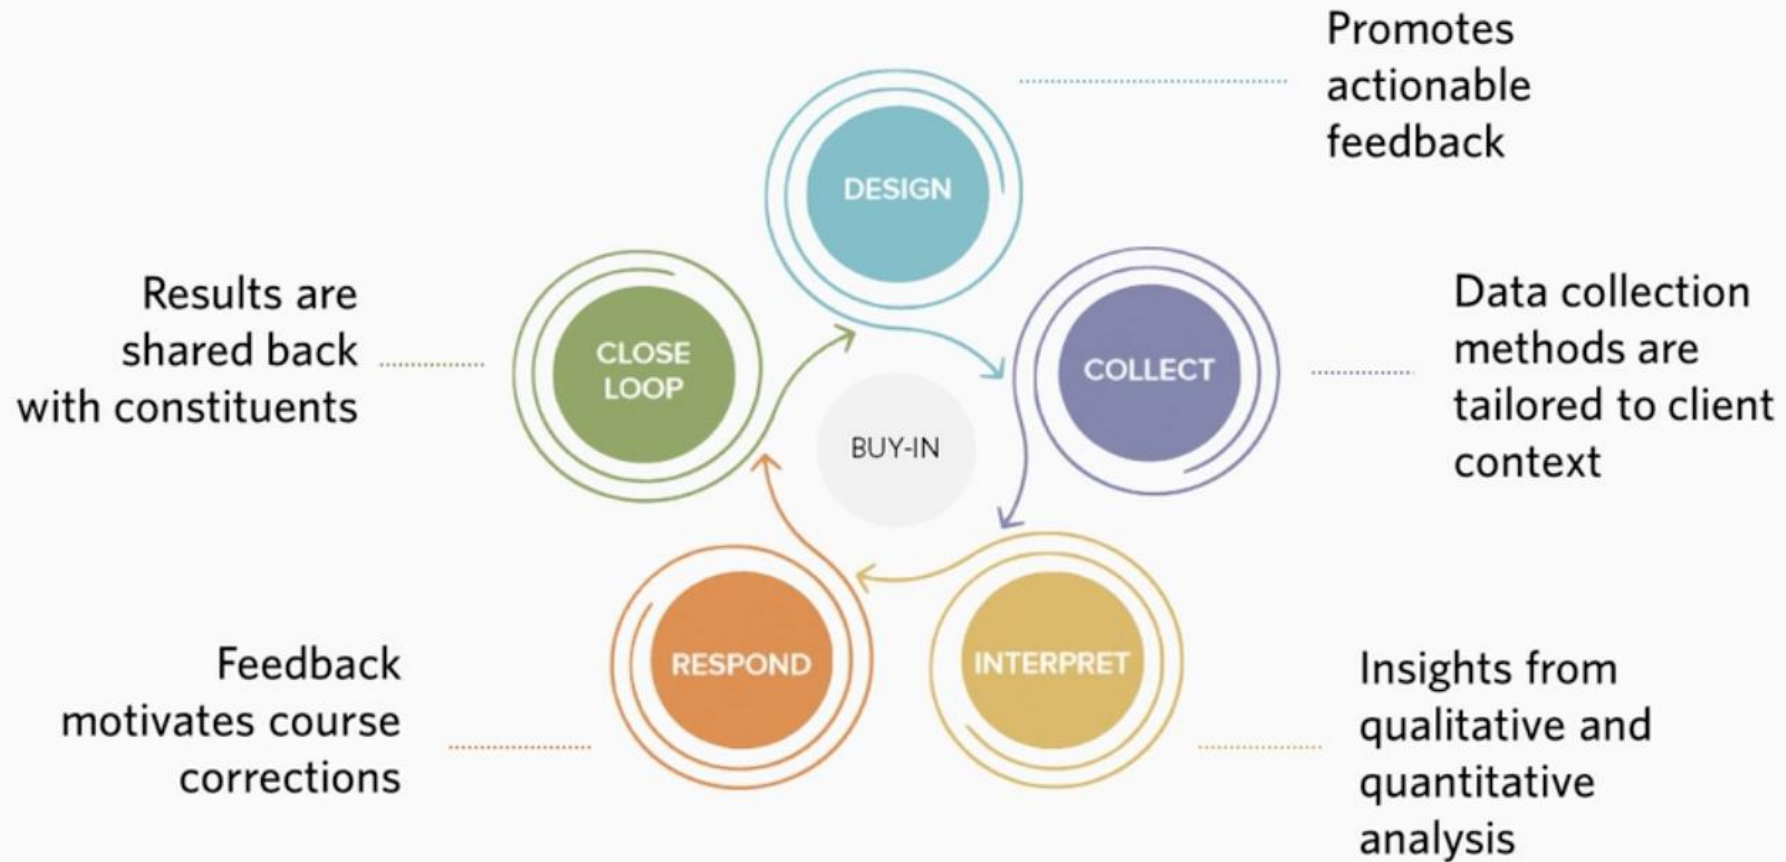 Promotes
actionable
feedback
DESIGN
Data collection
methods are
tailored to client
context
COLLECT
Insights from
qualitative and
quantitative
analysis
INTERPRET
Feedback
motivates course
corrections
RESPOND
Results are
shared back
with constituents
CLOSE
LOOP
BUY-IN